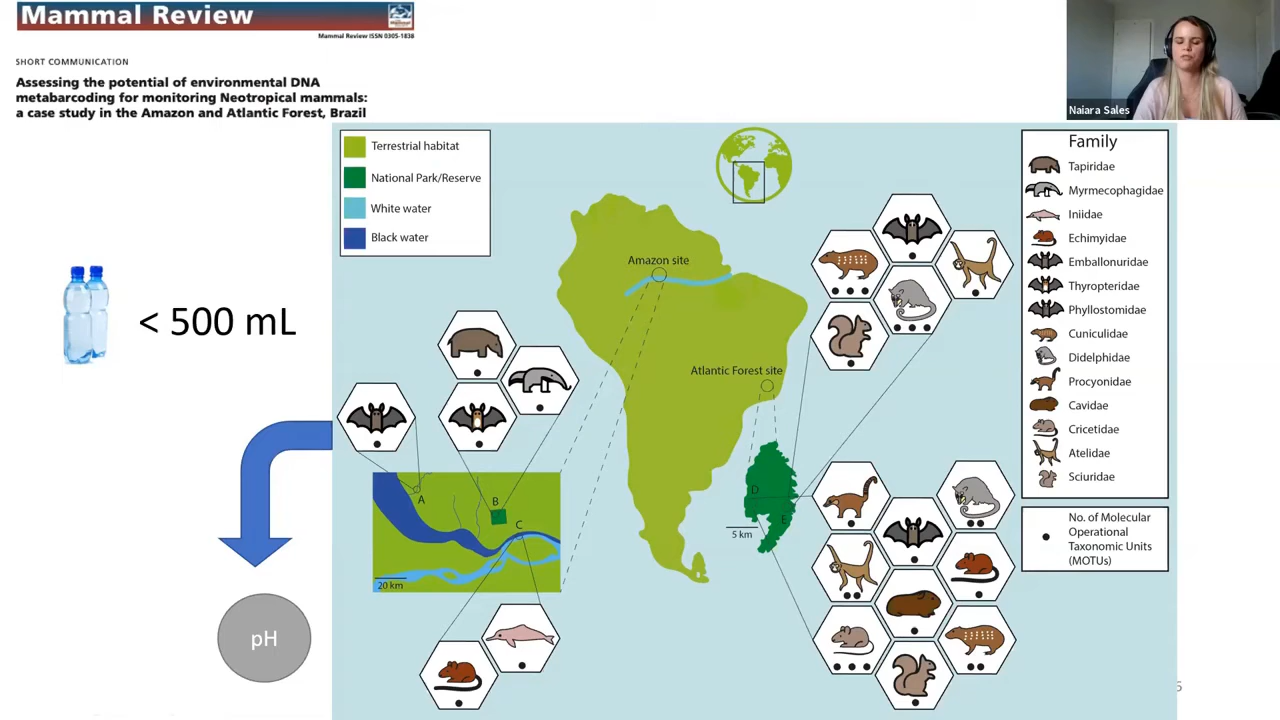 Mammal Review
Mammal Review ISSN 0305-1838
SHORT COMMUNICATION
Assessing the potential of environmental DNA
metabarcoding for monitoring Neotropical mammals:
a case study in the Amazon and Atlantic Forest, Brazil
Naiara Sales
Terrestrial habitat
National Park/Reserve
White water
Black water
Amazon site
Atlantic Forest site
< 500 mL
A
B
C
20 km
D
E
5 km
pH
Family
Tapiridae
Myrmecophagidae
Iniidae
Echimyidae
Emballonuridae
Thyropteridae
Phyllostomidae
Cuniculidae
Didelphidae
Procyonidae
Cavidae
Cricetidae
Atelidae
Sciuridae
No. of Molecular
Operational
Taxonomic Units
(MOTUs)